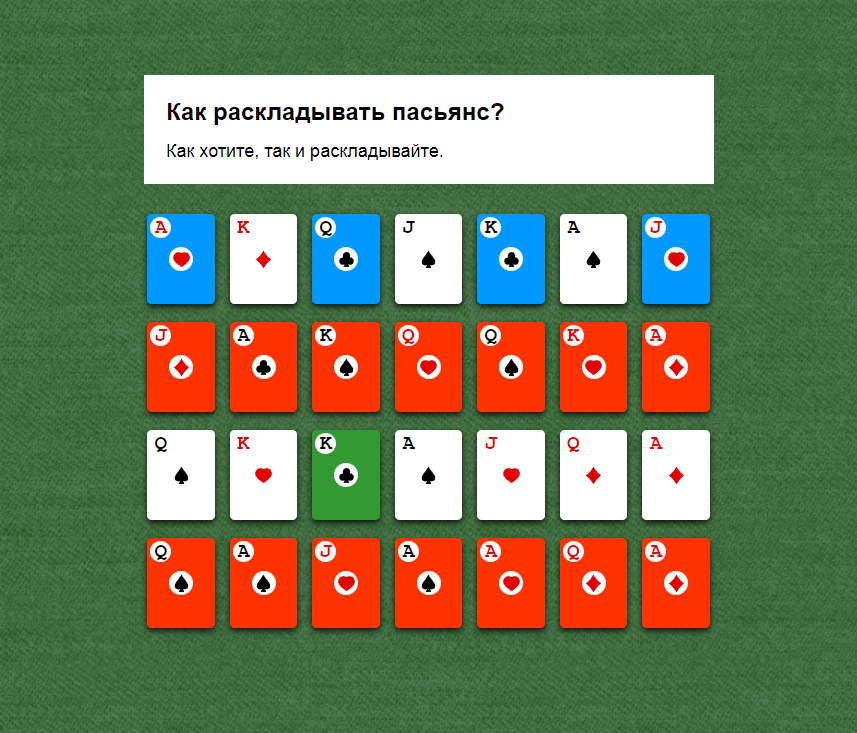 Как раскладывать пасьянс?
Как хотите, так и раскладывайте.
A K Q J K A J
J A K Q Q K A
Q K K A J Q A
Q A J A A Q A